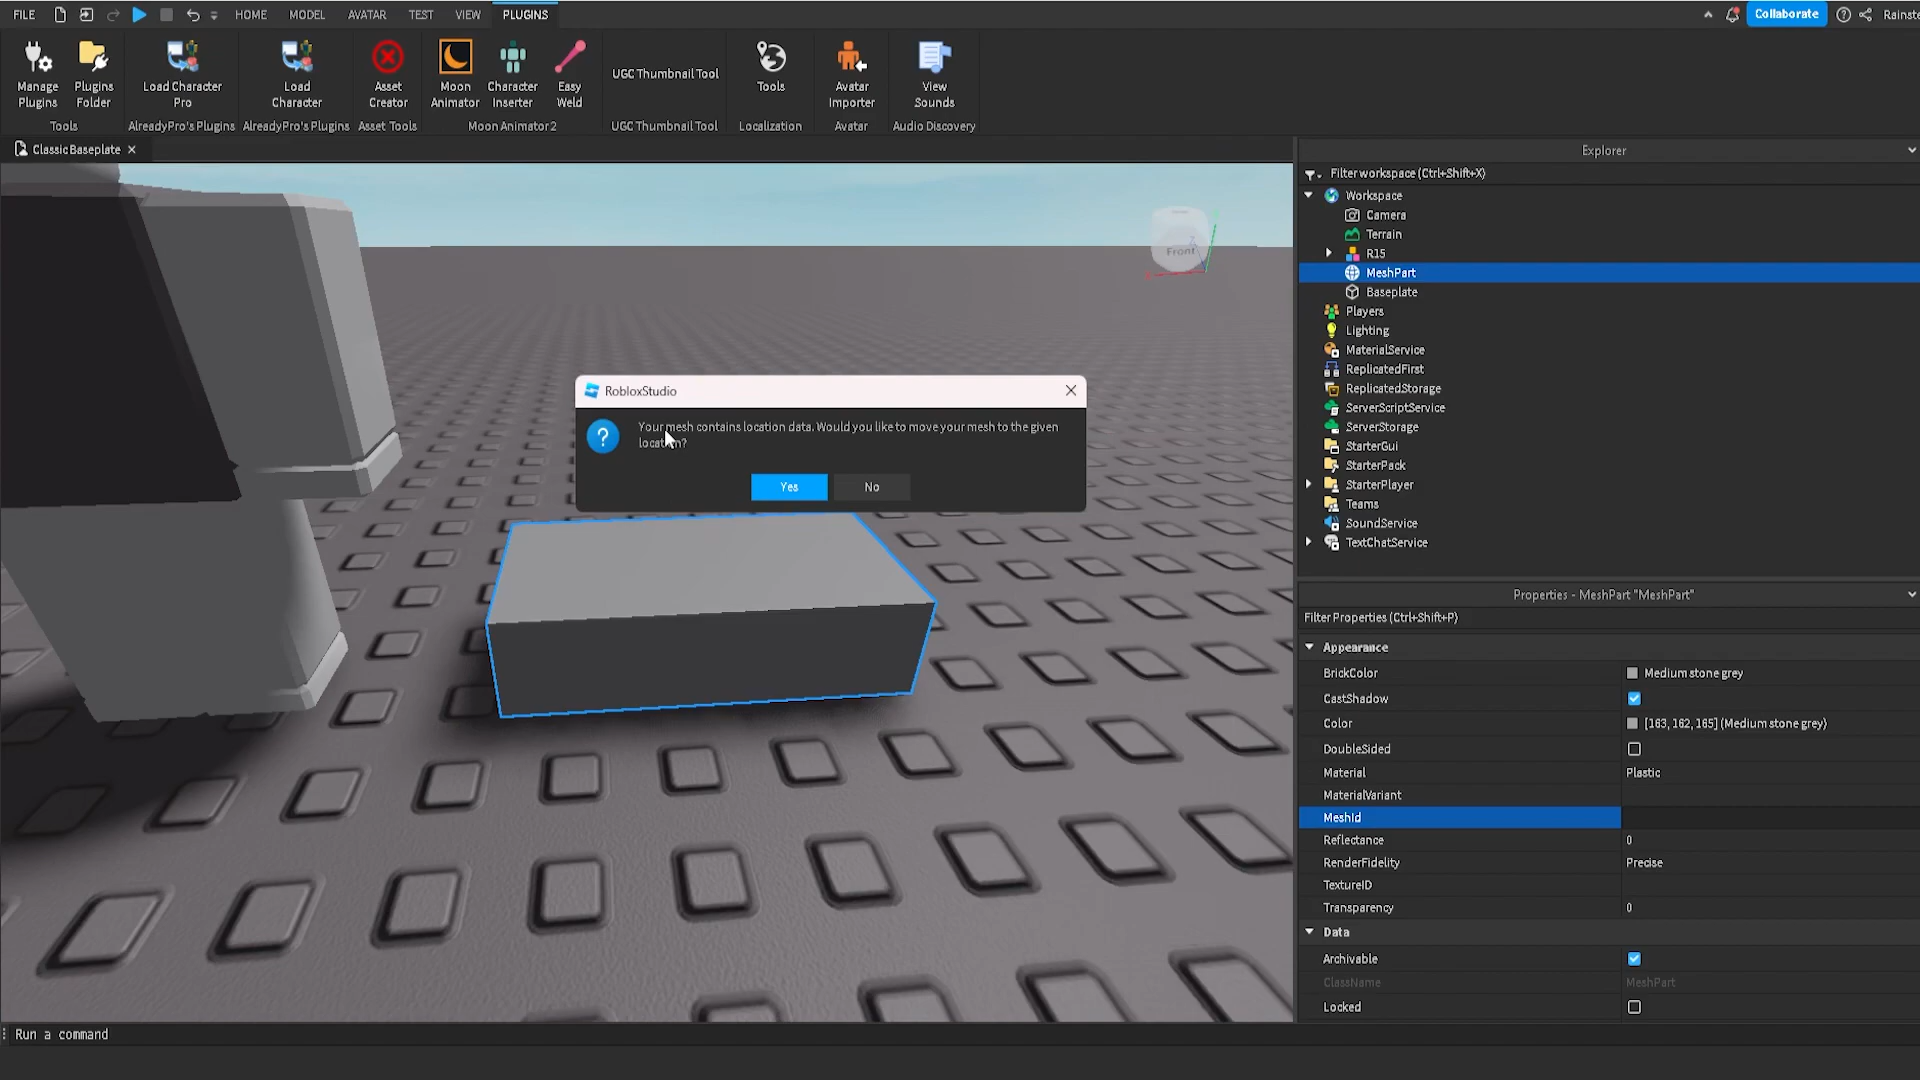 FILE
HOME
MODEL
AVATAR
TEST
VIEW
PLUGINS
Collaborate
Rainste
Manage
Plugins
Plugins
Folder
Load Character
Pro
Load
Character
Asset
Creator
Moon
Animator
Character
Inserter
Easy
Weld
UGC Thumbnail Tool
Tools
Avatar
Importer
View
Sounds
Tools
AlreadyPro's Plugins
AlreadyPro's Plugins
Asset Tools
Moon Animator 2
UGC Thumbnail Tool
Localization
Avatar
Audio Discovery
Classic Baseplate
Front
RobloxStudio
Your mesh contains location data. Would you like to move your mesh to the given
location?
Yes
No
Run a command
Explorer
Filter workspace (Ctrl+Shift+X)
Workspace
Camera
Terrain
R15
MeshPart
Baseplate
Players
Lighting
MaterialService
ReplicatedFirst
ReplicatedStorage
ServerScriptService
ServerStorage
StarterGui
StarterPack
StarterPlayer
Teams
SoundService
TextChatService
Properties - MeshPart "MeshPart"
Filter Properties (Ctrl+Shift+P)
Appearance
BrickColor Medium stone grey
CastShadow
Color [163, 162, 165] (Medium stone grey)
DoubleSided
Material Plastic
MaterialVariant
MeshId
Reflectance 0
RenderFidelity Precise
TextureID
Transparency 0
Data
Archivable
ClassName MeshPart
Locked